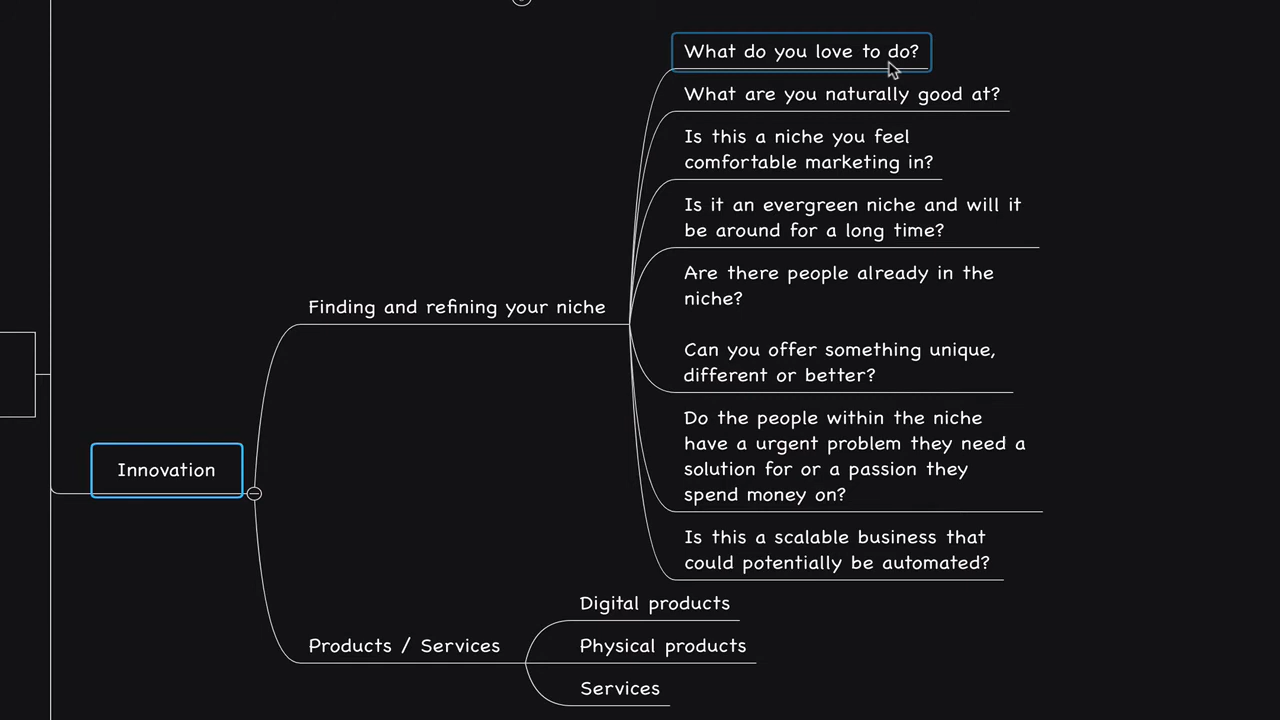 What do you love to do?
What are you naturally good at?
Is this a niche you feel
comfortable marketing in?
Is it an evergreen niche and will it
be around for a long time?
Are there people already in the
niche?
Finding and refining your niche
Can you offer something unique,
different or better?
Do the people within the niche
have a urgent problem they need a
solution for or a passion they
spend money on?
Innovation
Is this a scalable business that
could potentially be automated?
Digital products
Products / Services
Physical products
Services